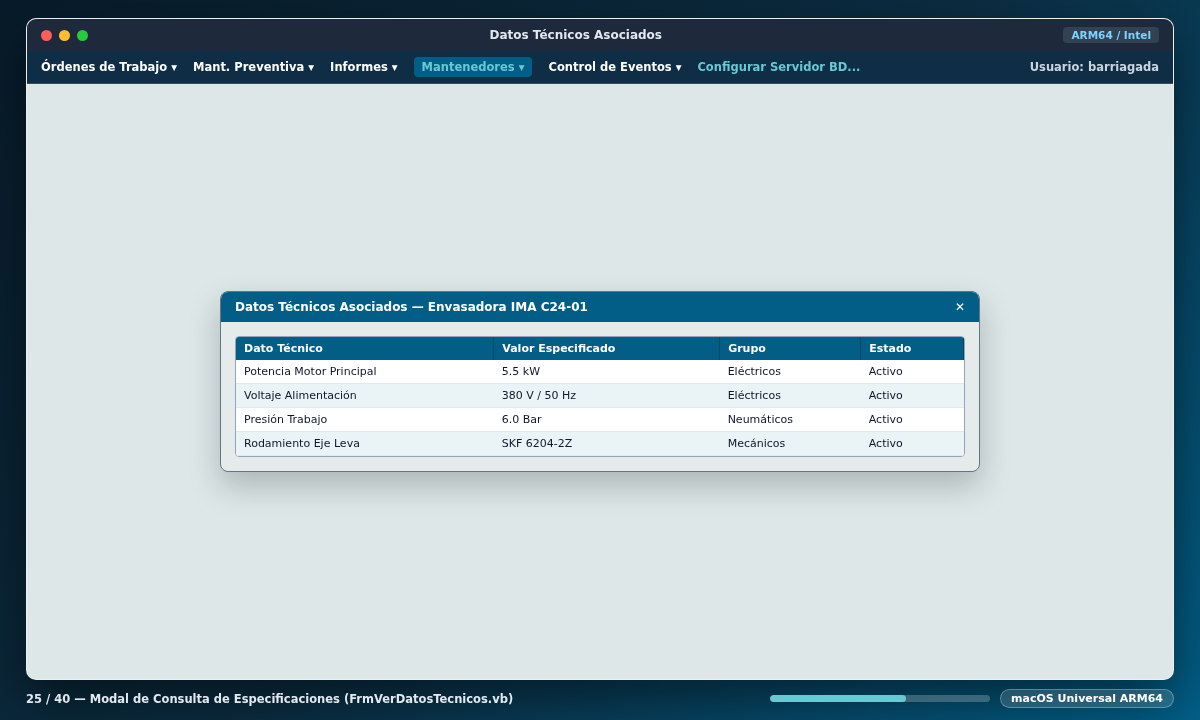 Datos Técnicos Asociados
ARM64 / Intel
Órdenes de Trabajo ▾ Mant. Preventiva ▾ Informes ▾ Mantenedores ▾ Control de Eventos ▾ Configurar Servidor BD... Usuario: barriagada
Datos Técnicos Asociados — Envasadora IMA C24-01 ✕
Dato Técnico Valor Especificado Grupo Estado
Potencia Motor Principal 5.5 kW Eléctricos Activo
Voltaje Alimentación 380 V / 50 Hz Eléctricos Activo
Presión Trabajo 6.0 Bar Neumáticos Activo
Rodamiento Eje Leva SKF 6204-2Z Mecánicos Activo
25 / 40 — Modal de Consulta de Especificaciones (FrmVerDatosTecnicos.vb)
macOS Universal ARM64